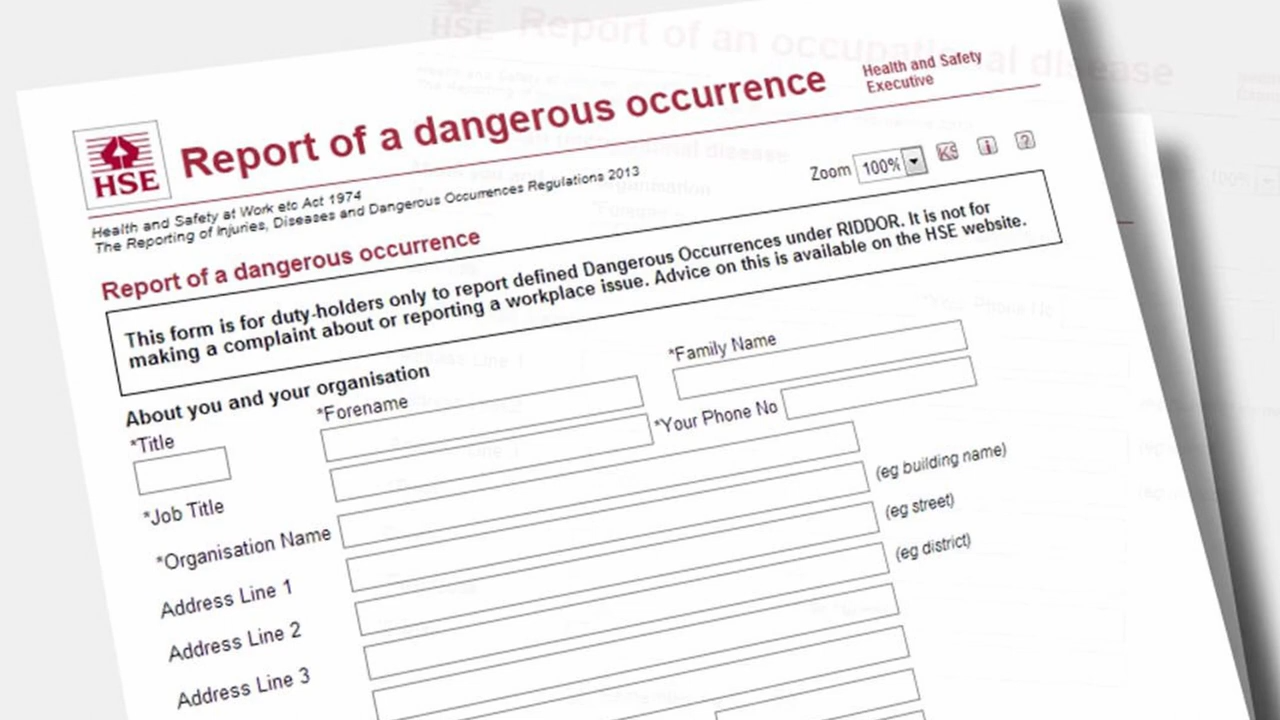 HSE
Report of a dangerous occurrence
Health and Safety
Executive
Health and Safety at Work etc Act 1974
The Reporting of Injuries, Diseases and Dangerous Occurrences Regulations 2013
Zoom 100%
Report of a dangerous occurrence
This form is for duty-holders only to report defined Dangerous Occurrences under RIDDOR. It is not for
making a complaint about or reporting a workplace issue. Advice on this is available on the HSE website.
About you and your organisation
*Title
*Forename
*Family Name
*Job Title
*Your Phone No
*Organisation Name
Address Line 1
(eg building name)
Address Line 2
(eg street)
Address Line 3
(eg district)
HSE
Report of an occupational disease
*Your Phone No